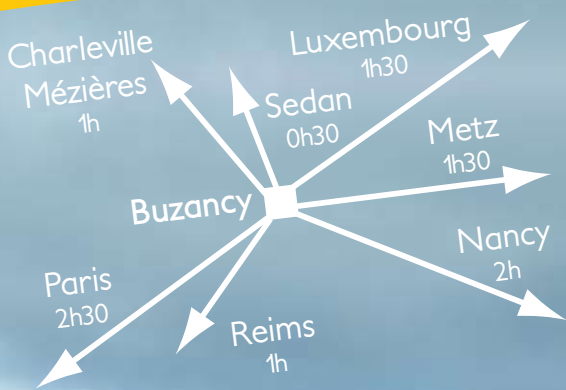 Charleville
Mézières
1h
Sedan
0h30
Luxembourg
1h30
Metz
1h30
Buzancy
Nancy
2h
Paris
2h30
Reims
1h